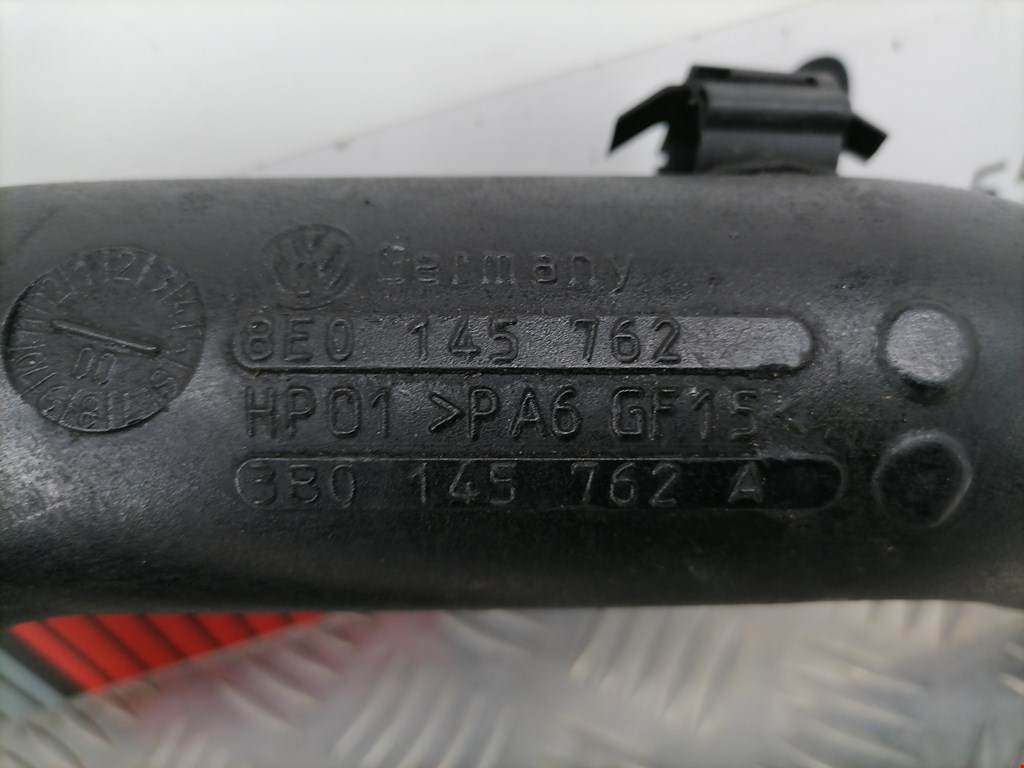 Germany
8E0 145 762
HP01 >PA6 GF15<
3B0 145 762 A